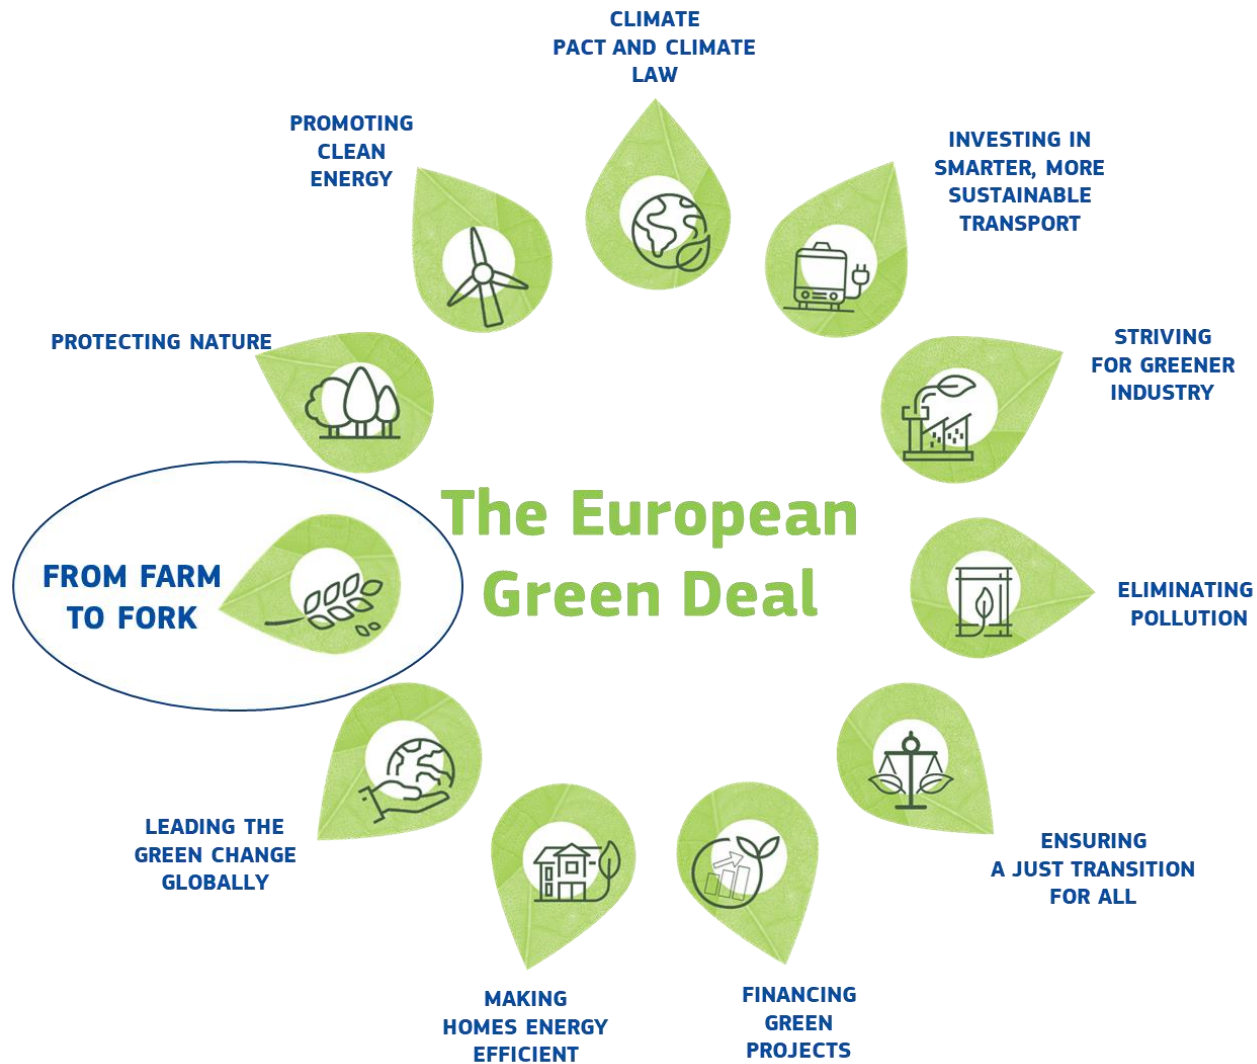 CLIMATE
PACT AND CLIMATE
LAW
PROMOTING
CLEAN
ENERGY
INVESTING IN
SMARTER, MORE
SUSTAINABLE
TRANSPORT
PROTECTING NATURE
STRIVING
FOR GREENER
INDUSTRY
The European
Green Deal
FROM FARM
TO FORK
ELIMINATING
POLLUTION
LEADING THE
GREEN CHANGE
GLOBALLY
ENSURING
A JUST TRANSITION
FOR ALL
MAKING
HOMES ENERGY
EFFICIENT
FINANCING
GREEN
PROJECTS